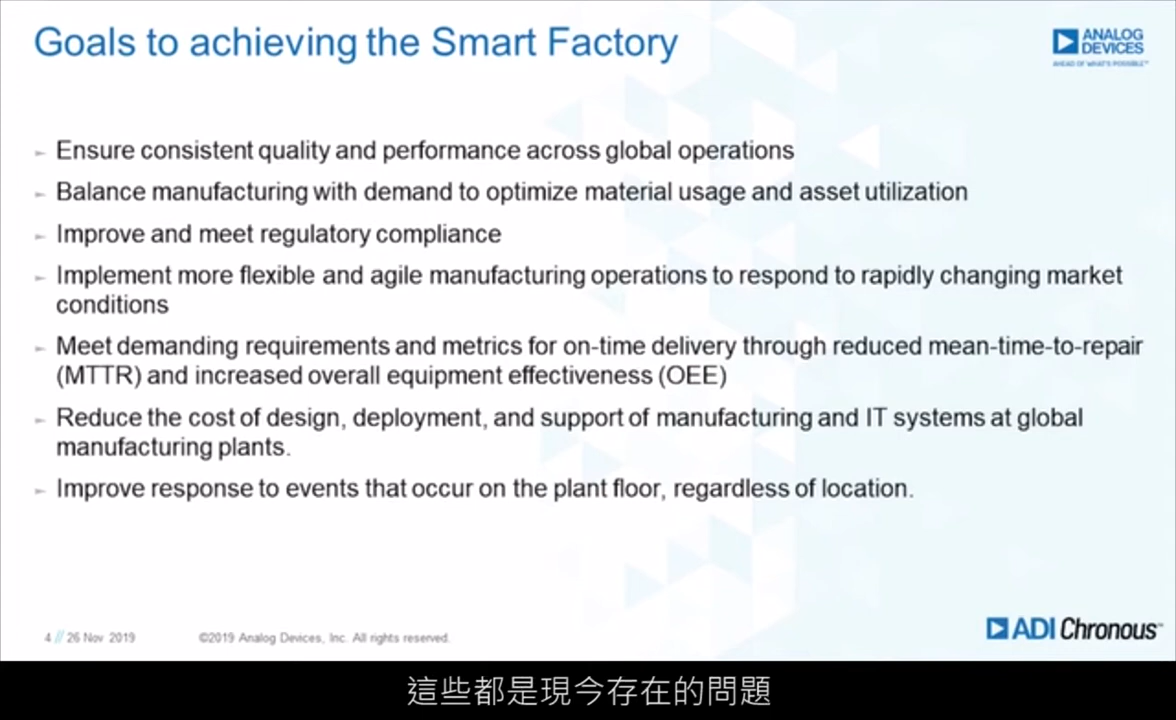 Goals to achieving the Smart Factory
ANALOG
DEVICES
AHEAD OF WHAT'S POSSIBLE™
Ensure consistent quality and performance across global operations
Balance manufacturing with demand to optimize material usage and asset utilization
Improve and meet regulatory compliance
Implement more flexible and agile manufacturing operations to respond to rapidly changing market
conditions
Meet demanding requirements and metrics for on-time delivery through reduced mean-time-to-repair
(MTTR) and increased overall equipment effectiveness (OEE)
Reduce the cost of design, deployment, and support of manufacturing and IT systems at global
manufacturing plants.
Improve response to events that occur on the plant floor, regardless of location.
4 // 26 Nov 2019 ©2019 Analog Devices, Inc. All rights reserved.
ADI Chronous™
這些都是現今存在的問題